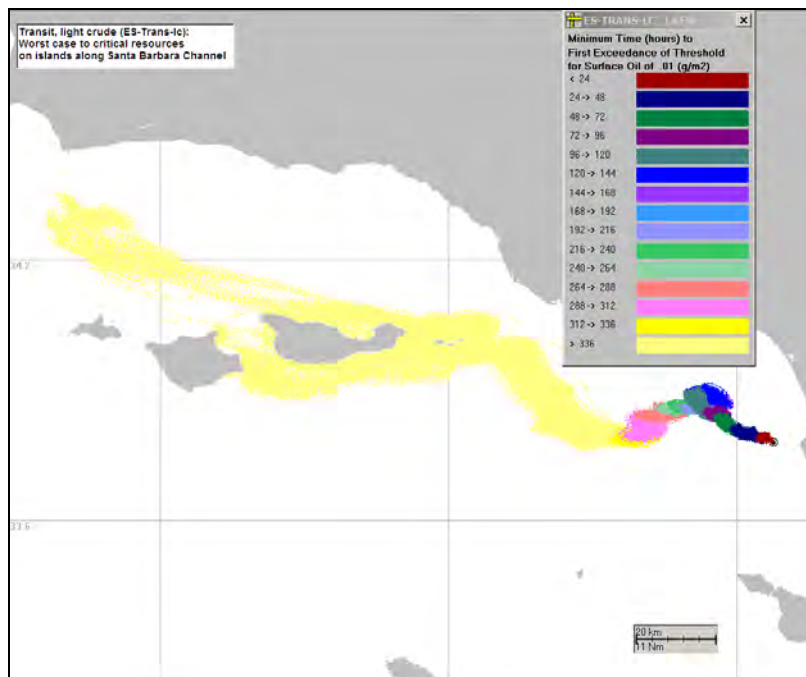 Transit, light crude (ES-Trans-lc):
Worst case to critical resources
on islands along Santa Barbara Channel
ES-TRANS-LC:
Minimum Time (hours) to
First Exceedance of Threshold
for Surface Oil of .01 (g/m2)
< 24
24-> 48
48-> 72
72-> 96
96-> 120
120-> 144
144-> 168
168-> 192
192-> 216
216-> 240
240-> 264
264-> 288
288-> 312
312-> 336
> 336
20 km
11 Nm